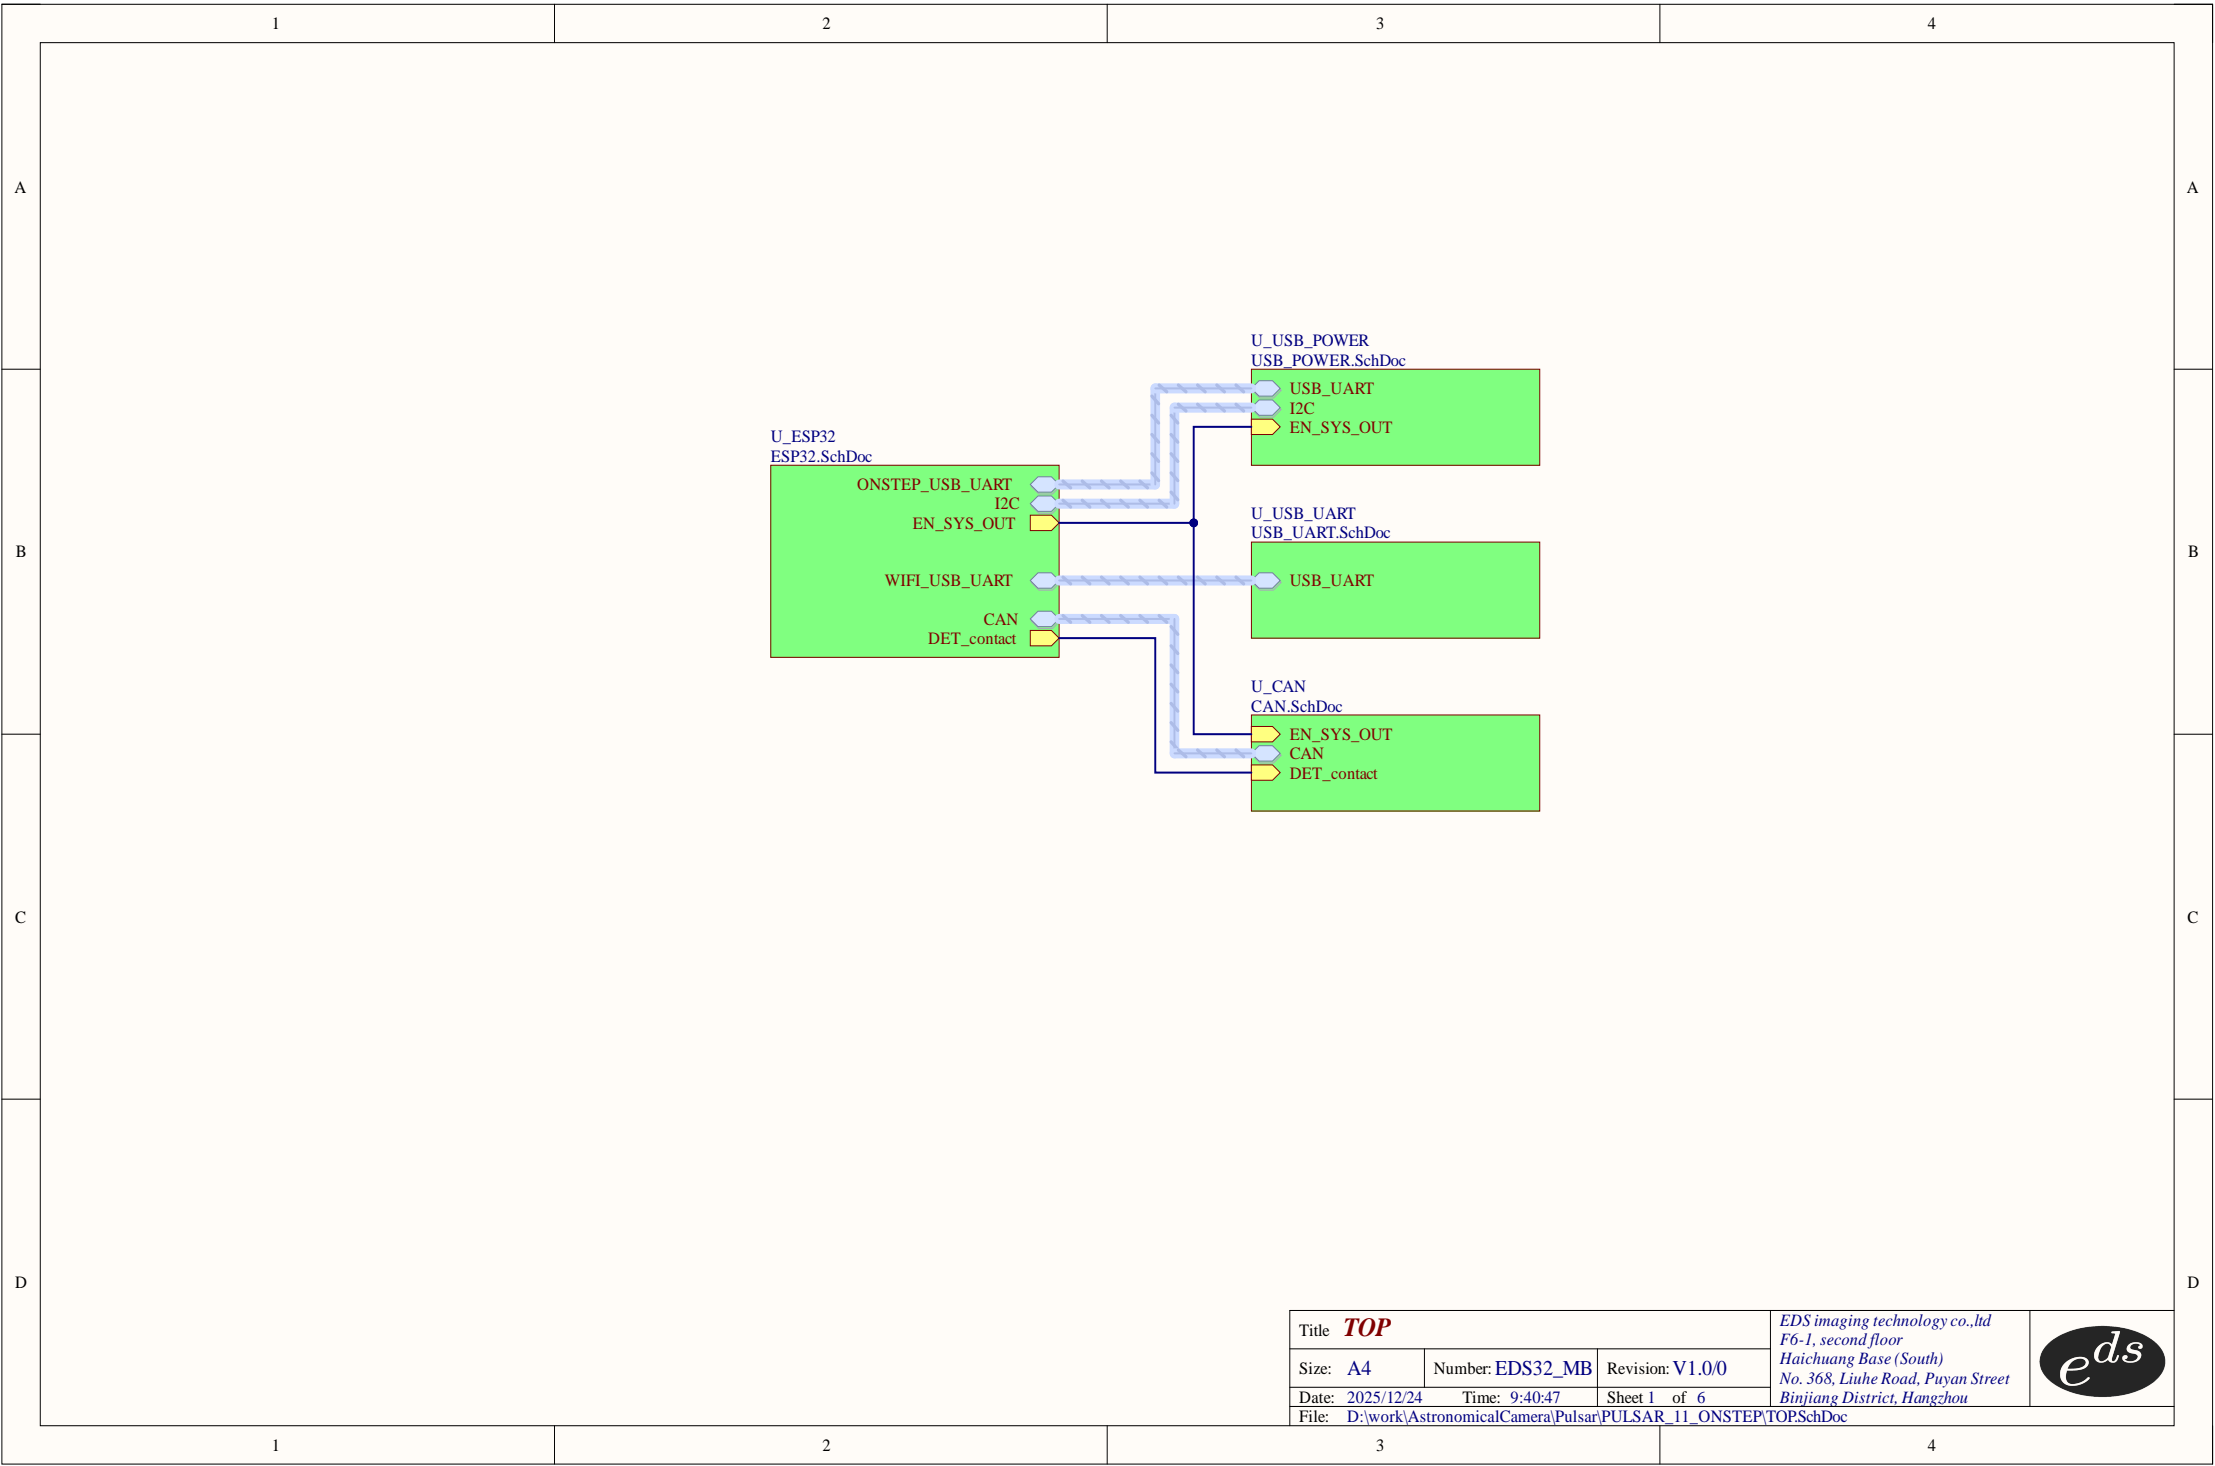 1 2 3 4
A A
U_USB_POWER
USB_POWER.SchDoc
USB_UART
I2C
EN_SYS_OUT
U_ESP32
ESP32.SchDoc
ONSTEP_USB_UART
I2C
EN_SYS_OUT
WIFI_USB_UART
CAN
DET_contact
U_USB_UART
USB_UART.SchDoc
USB_UART
B B
U_CAN
CAN.SchDoc
EN_SYS_OUT
CAN
DET_contact
C C
D D
Title TOP
Size: A4 Number: EDS32_MB Revision: V1.0/0
Date: 2025/12/24 Time: 9:40:47 Sheet 1 of 6
File: D:\work\AstronomicalCamera\Pulsar\PULSAR_11_ONSTEP\TOP.SchDoc
EDS imaging technology co.,ltd
F6-1, second floor
Haichuang Base (South)
No. 368, Liuhe Road, Puyan Street
Binjiang District, Hangzhou
eds
1 2 3 4